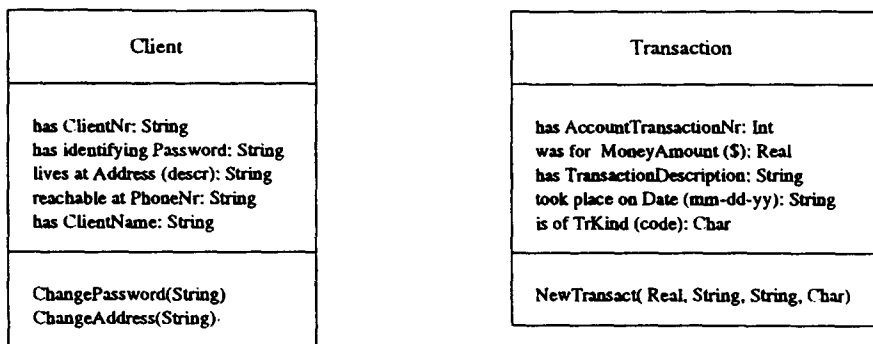 Client
has ClientNr: String
has identifying Password: String
lives at Address (descr): String
reachable at PhoneNr: String
has ClientName: String
ChangePassword(String)
ChangeAddress(String)
Transaction
has AccountTransactionNr: Int
was for MoneyAmount ($): Real
has TransactionDescription: String
took place on Date (mm-dd-yy): String
is of TrKind (code): Char
NewTransact( Real, String, String, Char)